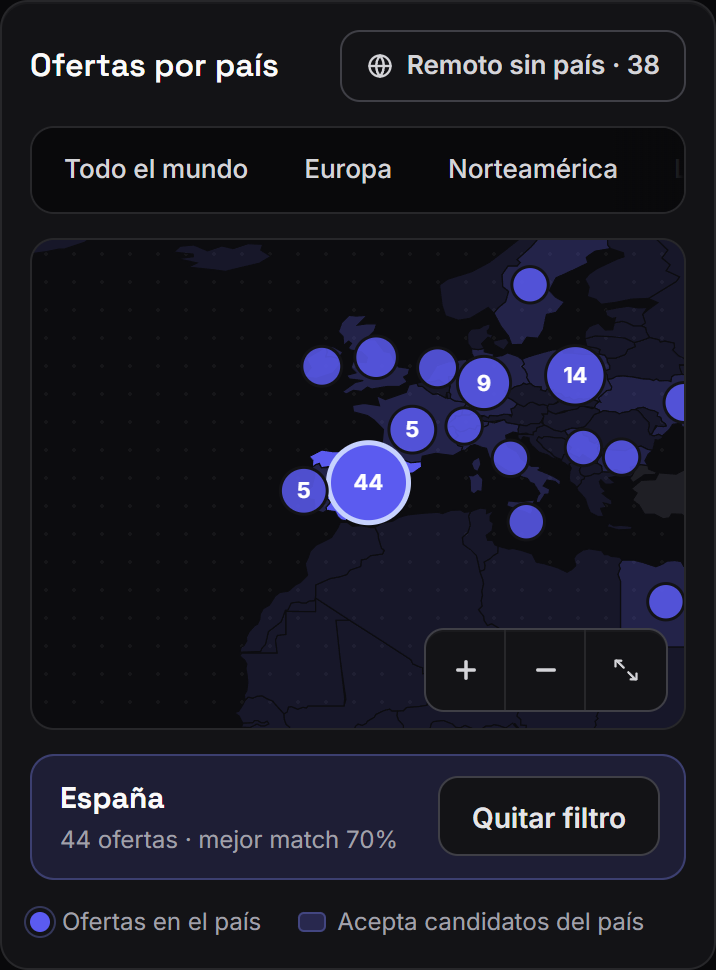 Ofertas por país
Remoto sin país · 38
Todo el mundo
Europa
Norteamérica
9
14
5
44
5
España
44 ofertas · mejor match 70%
Quitar filtro
Ofertas en el país
Acepta candidatos del país